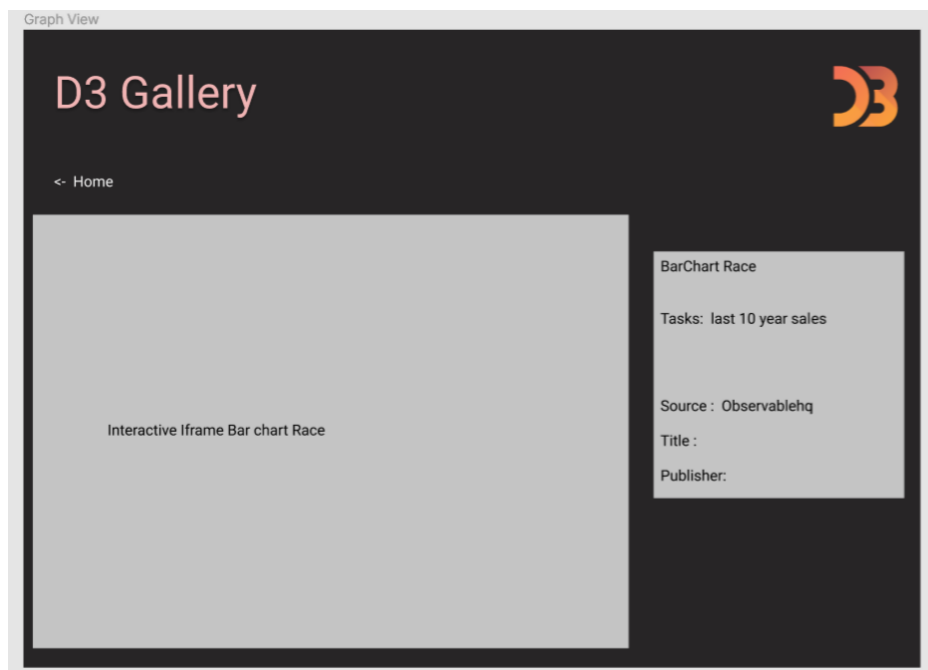 Graph View
D3 Gallery
D3
<- Home
Interactive Iframe Bar chart Race
BarChart Race
Tasks: last 10 year sales
Source : Observablehq
Title :
Publisher: